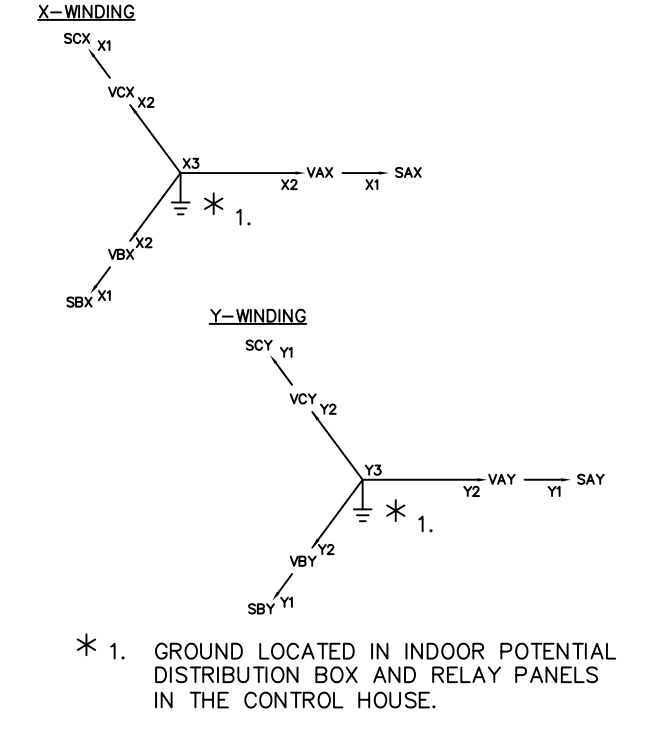 X-WINDING
SCX X1
VCX X2
X3
X2 VAX X1 SAX
* 1.
VBX X2
SBX X1
Y-WINDING
SCY Y1
VCY Y2
Y3
Y2 VAY Y1 SAY
* 1.
VBY Y2
SBY Y1
* 1. GROUND LOCATED IN INDOOR POTENTIAL
DISTRIBUTION BOX AND RELAY PANELS
IN THE CONTROL HOUSE.